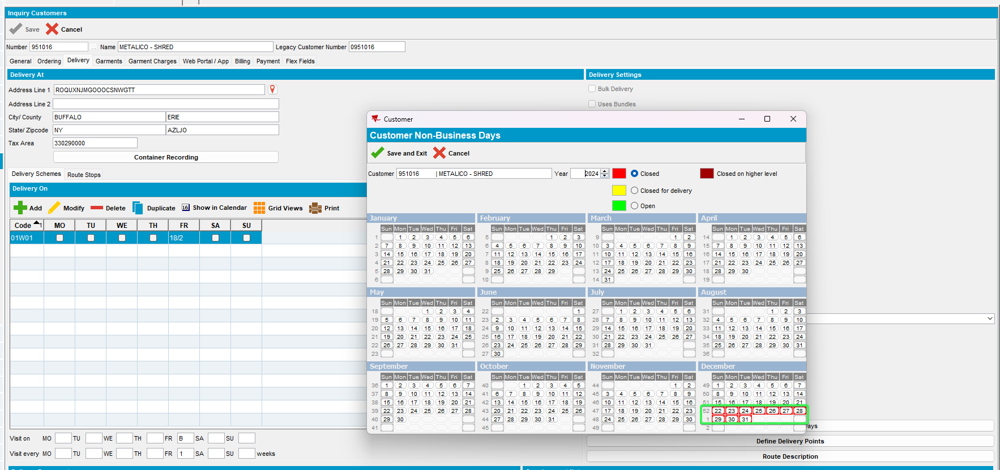 Inquiry Customers
Save Cancel
Number 951016 ... Name METALICO - SHRED Legacy Customer Number 0951016
General Ordering Delivery Garments Garment Charges Web Portal / App Billing Payment Flex Fields
Delivery At
Address Line 1 ROQUXNJMGOOOCSNWGTT
Address Line 2
City/ County BUFFALO ERIE
State/ Zipcode NY AZLJO
Tax Area 330290000
Container Recording
Delivery Schemes Route Stops
Delivery On
Add Modify Delete Duplicate 16 Show in Calendar Grid Views Print
Code 1 MO TU WE TH FR SA SU
01W01 18/2
Visit on MO TU WE TH FR B SA SU
Visit every MO TU WE TH FR 1 SA SU weeks
Delivery Settings
Bulk Delivery
Uses Bundles
Customer
Customer Non-Business Days
Save and Exit Cancel
Customer 951016 | METALICO - SHRED Year 2024 Closed Closed on higher level
Closed for delivery
Open
January February March April
Sun Mon Tue Wed Thu Fri Sat Sun Mon Tue Wed Thu Fri Sat Sun Mon Tue Wed Thu Fri Sat Sun Mon Tue Wed Thu Fri Sat
1 1 2 3 4 5 6 5 1 2 3 9 1 2 14 1 2 3 4 5 6
2 7 8 9 10 11 12 13 6 4 5 6 7 8 9 10 10 3 4 5 6 7 8 9 15 7 8 9 10 11 12 13
3 14 15 16 17 18 19 20 7 11 12 13 14 15 16 17 11 10 11 12 13 14 15 16 16 14 15 16 17 18 19 20
4 21 22 23 24 25 26 27 8 18 19 20 21 22 23 24 12 17 18 19 20 21 22 23 17 21 22 23 24 25 26 27
5 28 29 30 31 9 25 26 27 28 29 13 24 25 26 27 28 29 30 18 28 29 30
6 10 14 31 19
May June July August
Sun Mon Tue Wed Thu Fri Sat Sun Mon Tue Wed Thu Fri Sat Sun Mon Tue Wed Thu Fri Sat Sun Mon Tue Wed Thu Fri Sat
18 1 2 3 4 22 1 27 1 2 3 4 5 6 31 1 2 3
19 5 6 7 8 9 10 11 23 2 3 4 5 6 7 8 28 7 8 9 10 11 12 13 32 4 5 6 7 8 9 10
20 12 13 14 15 16 17 18 24 9 10 11 12 13 14 15 29 14 15 16 17 18 19 20 33 11 12 13 14 15 16 17
21 19 20 21 22 23 24 25 25 16 17 18 19 20 21 22 30 21 22 23 24 25 26 27 34 18 19 20 21 22 23 24
22 26 27 28 29 30 31 26 23 24 25 26 27 28 29 31 28 29 30 31 35 25 26 27 28 29 30 31
23 27 30 32 36
September October November December
Sun Mon Tue Wed Thu Fri Sat Sun Mon Tue Wed Thu Fri Sat Sun Mon Tue Wed Thu Fri Sat Sun Mon Tue Wed Thu Fri Sat
36 1 2 3 4 5 6 7 40 1 2 3 4 5 44 1 2 49 1 2 3 4 5 6 7
37 8 9 10 11 12 13 14 41 6 7 8 9 10 11 12 45 3 4 5 6 7 8 9 50 8 9 10 11 12 13 14
38 15 16 17 18 19 20 21 42 13 14 15 16 17 18 19 46 10 11 12 13 14 15 16 51 15 16 17 18 19 20 21
39 22 23 24 25 26 27 28 43 20 21 22 23 24 25 26 47 17 18 19 20 21 22 23 52 22 23 24 25 26 27 28
40 29 30 44 27 28 29 30 31 48 24 25 26 27 28 29 30 1 29 30 31
41 45 49 2
Define Delivery Points
Route Description